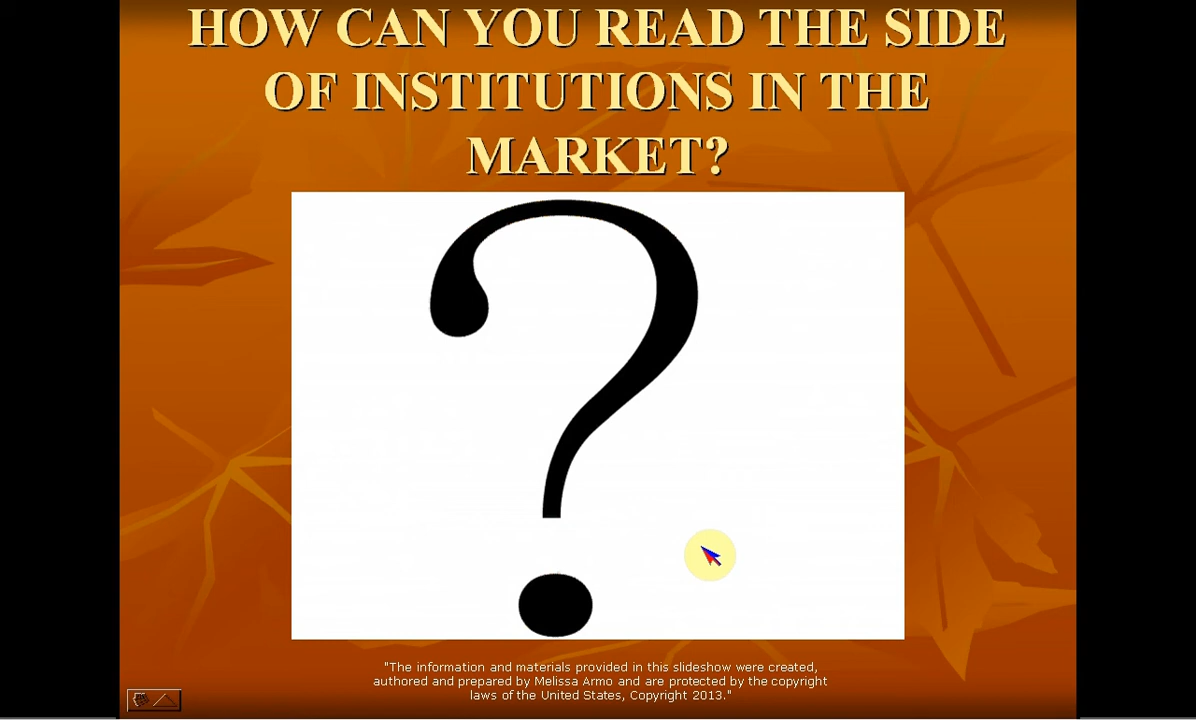 HOW CAN YOU READ THE SIDE
OF INSTITUTIONS IN THE
MARKET?
?
"The information and materials provided in this slideshow were created,
authored and prepared by Melissa Armo and are protected by the copyright
laws of the United States, Copyright 2013."